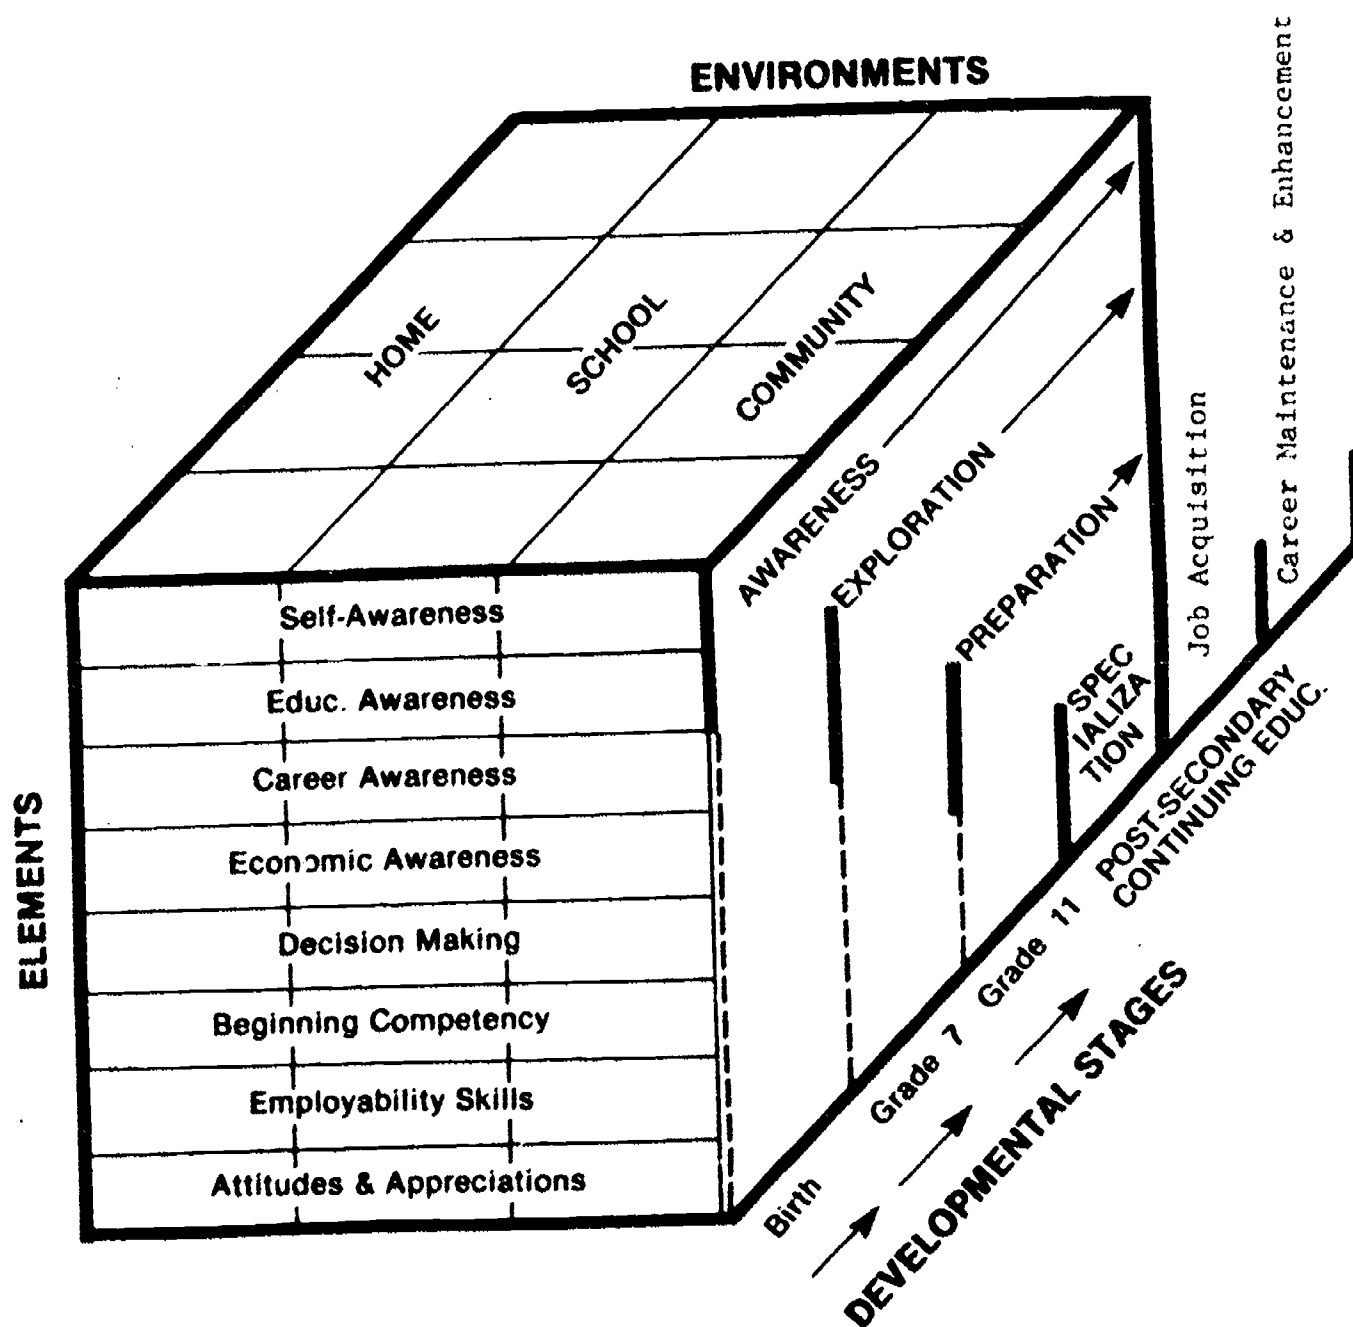 ENVIRONMENTS
HOME
SCHOOL
COMMUNITY
ELEMENTS
Self-Awareness
Educ. Awareness
Career Awareness
Economic Awareness
Decision Making
Beginning Competency
Employability Skills
Attitudes & Appreciations
AWARENESS
EXPLORATION
PREPARATION
SPEC
IALIZA
TION
Job Acquisition
Career Maintenance & Enhancement
Birth
Grade 7
Grade 11
POST-SECONDARY
CONTINUING EDUC.
DEVELOPMENTAL STAGES